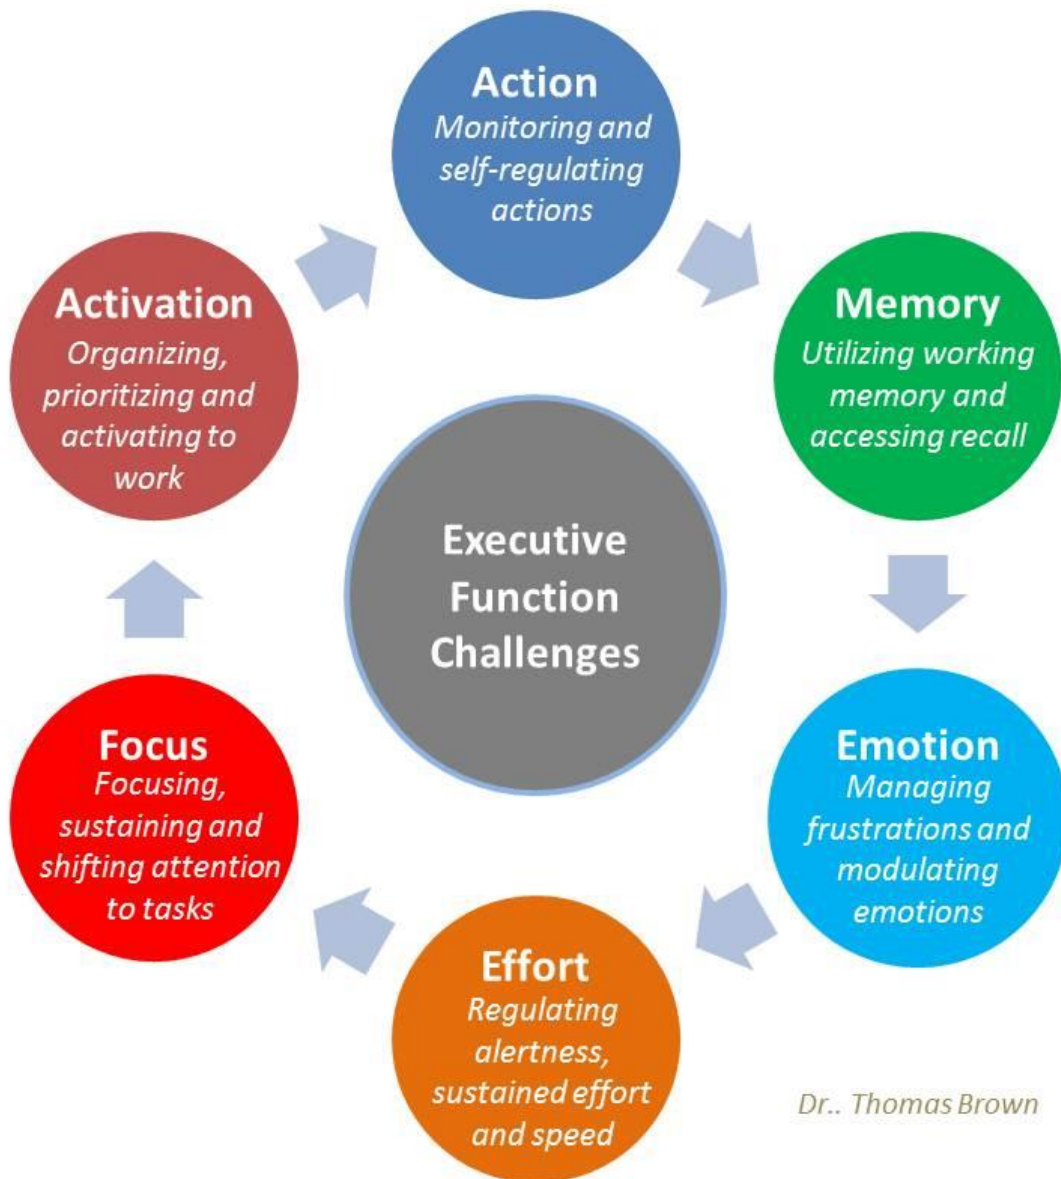 Action
Monitoring and
self-regulating
actions
Memory
Utilizing working
memory and
accessing recall
Emotion
Managing
frustrations and
modulating
emotions
Effort
Regulating
alertness,
sustained effort
and speed
Focus
Focusing,
sustaining and
shifting attention
to tasks
Activation
Organizing,
prioritizing and
activating to
work
Executive
Function
Challenges
Dr.. Thomas Brown